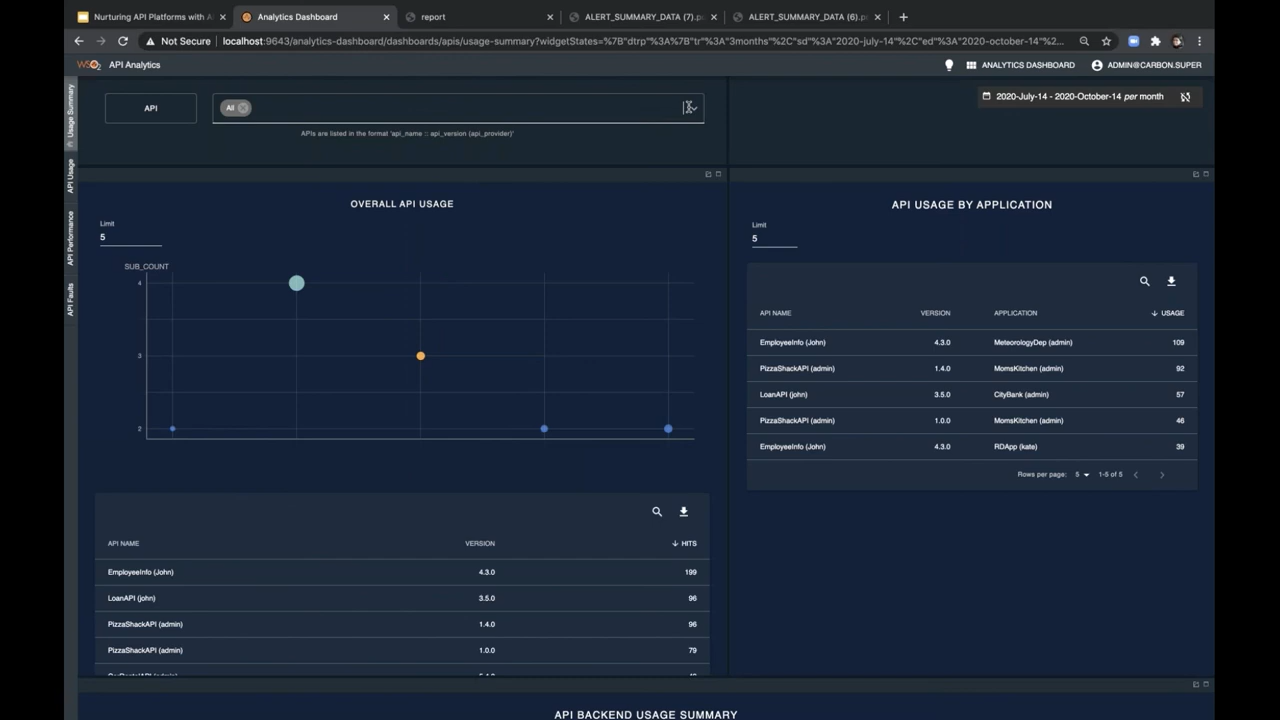 Nurturing API Platforms with A
Analytics Dashboard
report
ALERT_SUMMARY_DATA (7).p
ALERT_SUMMARY_DATA (6).p
Not Secure
localhost:9643/analytics-dashboard/dashboards/apis/usage-summary?widgetStates=%7B"dtrp"%3A%7B"tr"%3A"3months"%2C"sd"%3A"2020-july-14"%2C"ed"%3A"2020-october-14"%2C...
WSO2 API Analytics
ANALYTICS DASHBOARD
ADMIN@CARBON.SUPER
Usage Summary
API Usage
API Performance
API Faults
API
All
APIs are listed in the format 'api_name :: api_version (api_provider)'
2020-July-14 - 2020-October-14 per month
OVERALL API USAGE
Limit
5
SUB_COUNT
4
3
2
API NAME VERSION HITS
EmployeeInfo (John) 4.3.0 199
LoanAPI (john) 3.5.0 96
PizzaShackAPI (admin) 1.4.0 96
PizzaShackAPI (admin) 1.0.0 79
API USAGE BY APPLICATION
Limit
5
API NAME VERSION APPLICATION USAGE
EmployeeInfo (John) 4.3.0 MeteorologyDep (admin) 109
PizzaShackAPI (admin) 1.4.0 MomsKitchen (admin) 92
LoanAPI (john) 3.5.0 CityBank (admin) 57
PizzaShackAPI (admin) 1.0.0 MomsKitchen (admin) 46
EmployeeInfo (John) 4.3.0 RDApp (kate) 39
Rows per page: 5 1-5 of 5
API BACKEND USAGE SUMMARY